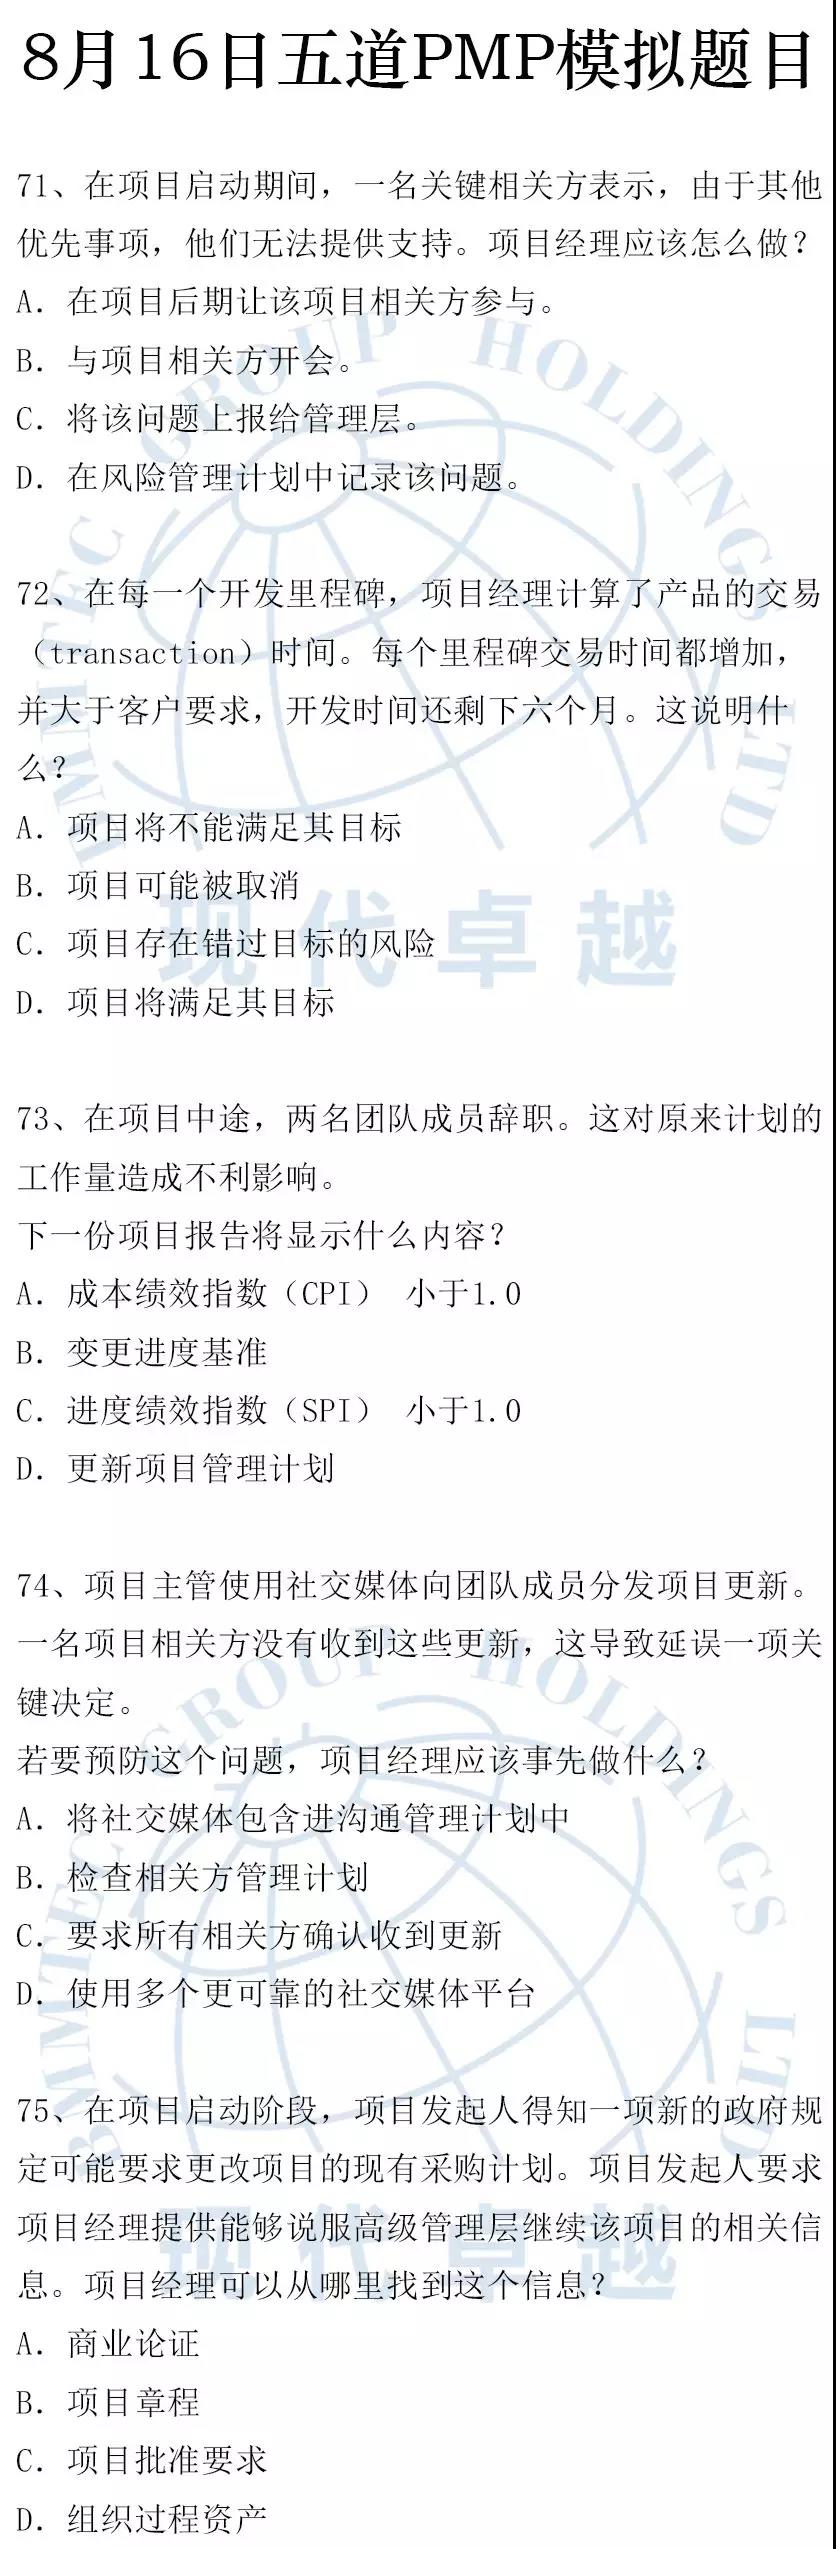 8月16日五道PMP模拟题目
71、在项目启动期间，一名关键相关方表示，由于其他
优先事项，他们无法提供支持。项目经理应该怎么做？
A. 在项目后期让该项目相关方参与。
B. 与项目相关方开会。
C. 将该问题上报给管理层。
D. 在风险管理计划中记录该问题。
72、在每一个开发里程碑，项目经理计算了产品的交易
（transaction）时间。每个里程碑交易时间都增加，
并大于客户要求，开发时间还剩下六个月。这说明什
么？
A. 项目将不能满足其目标
B. 项目可能被取消
C. 项目存在错过目标的风险
D. 项目将满足其目标
73、在项目中途，两名团队成员辞职。这对原来计划的
工作量造成不利影响。
下一份项目报告将显示什么内容？
A. 成本绩效指数（CPI） 小于1.0
B. 变更进度基准
C. 进度绩效指数（SPI） 小于1.0
D. 更新项目管理计划
74、项目主管使用社交媒体向团队成员分发项目更新。
一名项目相关方没有收到这些更新，这导致延误一项关
键决定。
若要预防这个问题，项目经理应该事先做什么？
A. 将社交媒体包含进沟通管理计划中
B. 检查相关方管理计划
C. 要求所有相关方确认收到更新
D. 使用多个更可靠的社交媒体平台
75、在项目启动阶段，项目发起人得知一项新的政府规
定可能要求更改项目的现有采购计划。项目发起人要求
项目经理提供能够说服高级管理层继续该项目的相关信
息。项目经理可以从哪里找到这个信息？
A. 商业论证
B. 项目章程
C. 项目批准要求
D. 组织过程资产
BMMTEC GROUP HOLDINGS LTD
现代卓越
BMMTEC GROUP HOLDINGS LTD
现代卓越